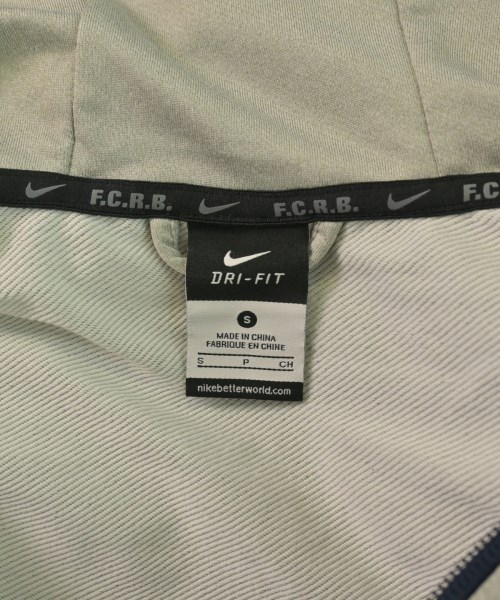 F.C.R.B. F.C.R.B. F.C.
DRI-FIT
S
MADE IN CHINA
FABRIQUE EN CHINE
S P CH
nikebetterworld.com